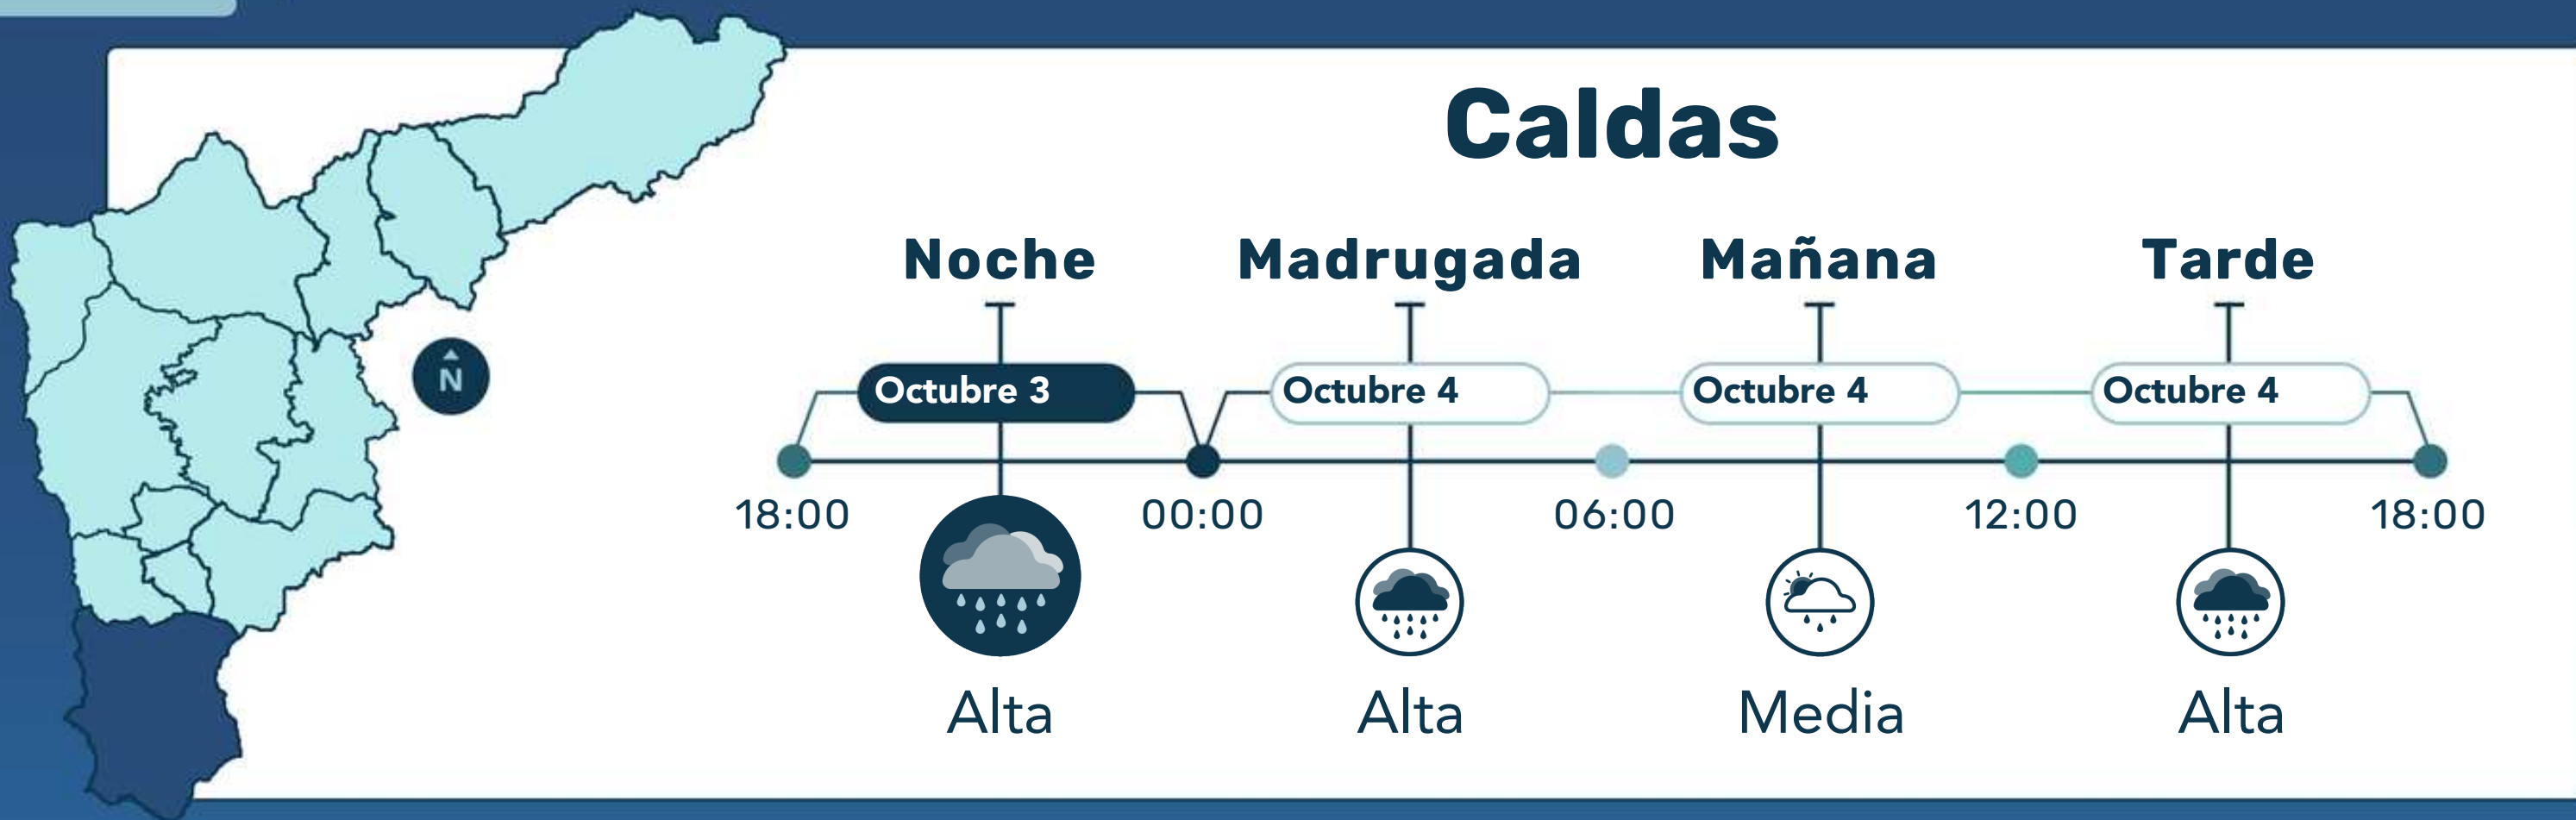 Caldas
Noche Madrugada Mañana Tarde
N
Octubre 3 Octubre 4 Octubre 4 Octubre 4
18:00 00:00 06:00 12:00 18:00
Alta Alta Media Alta